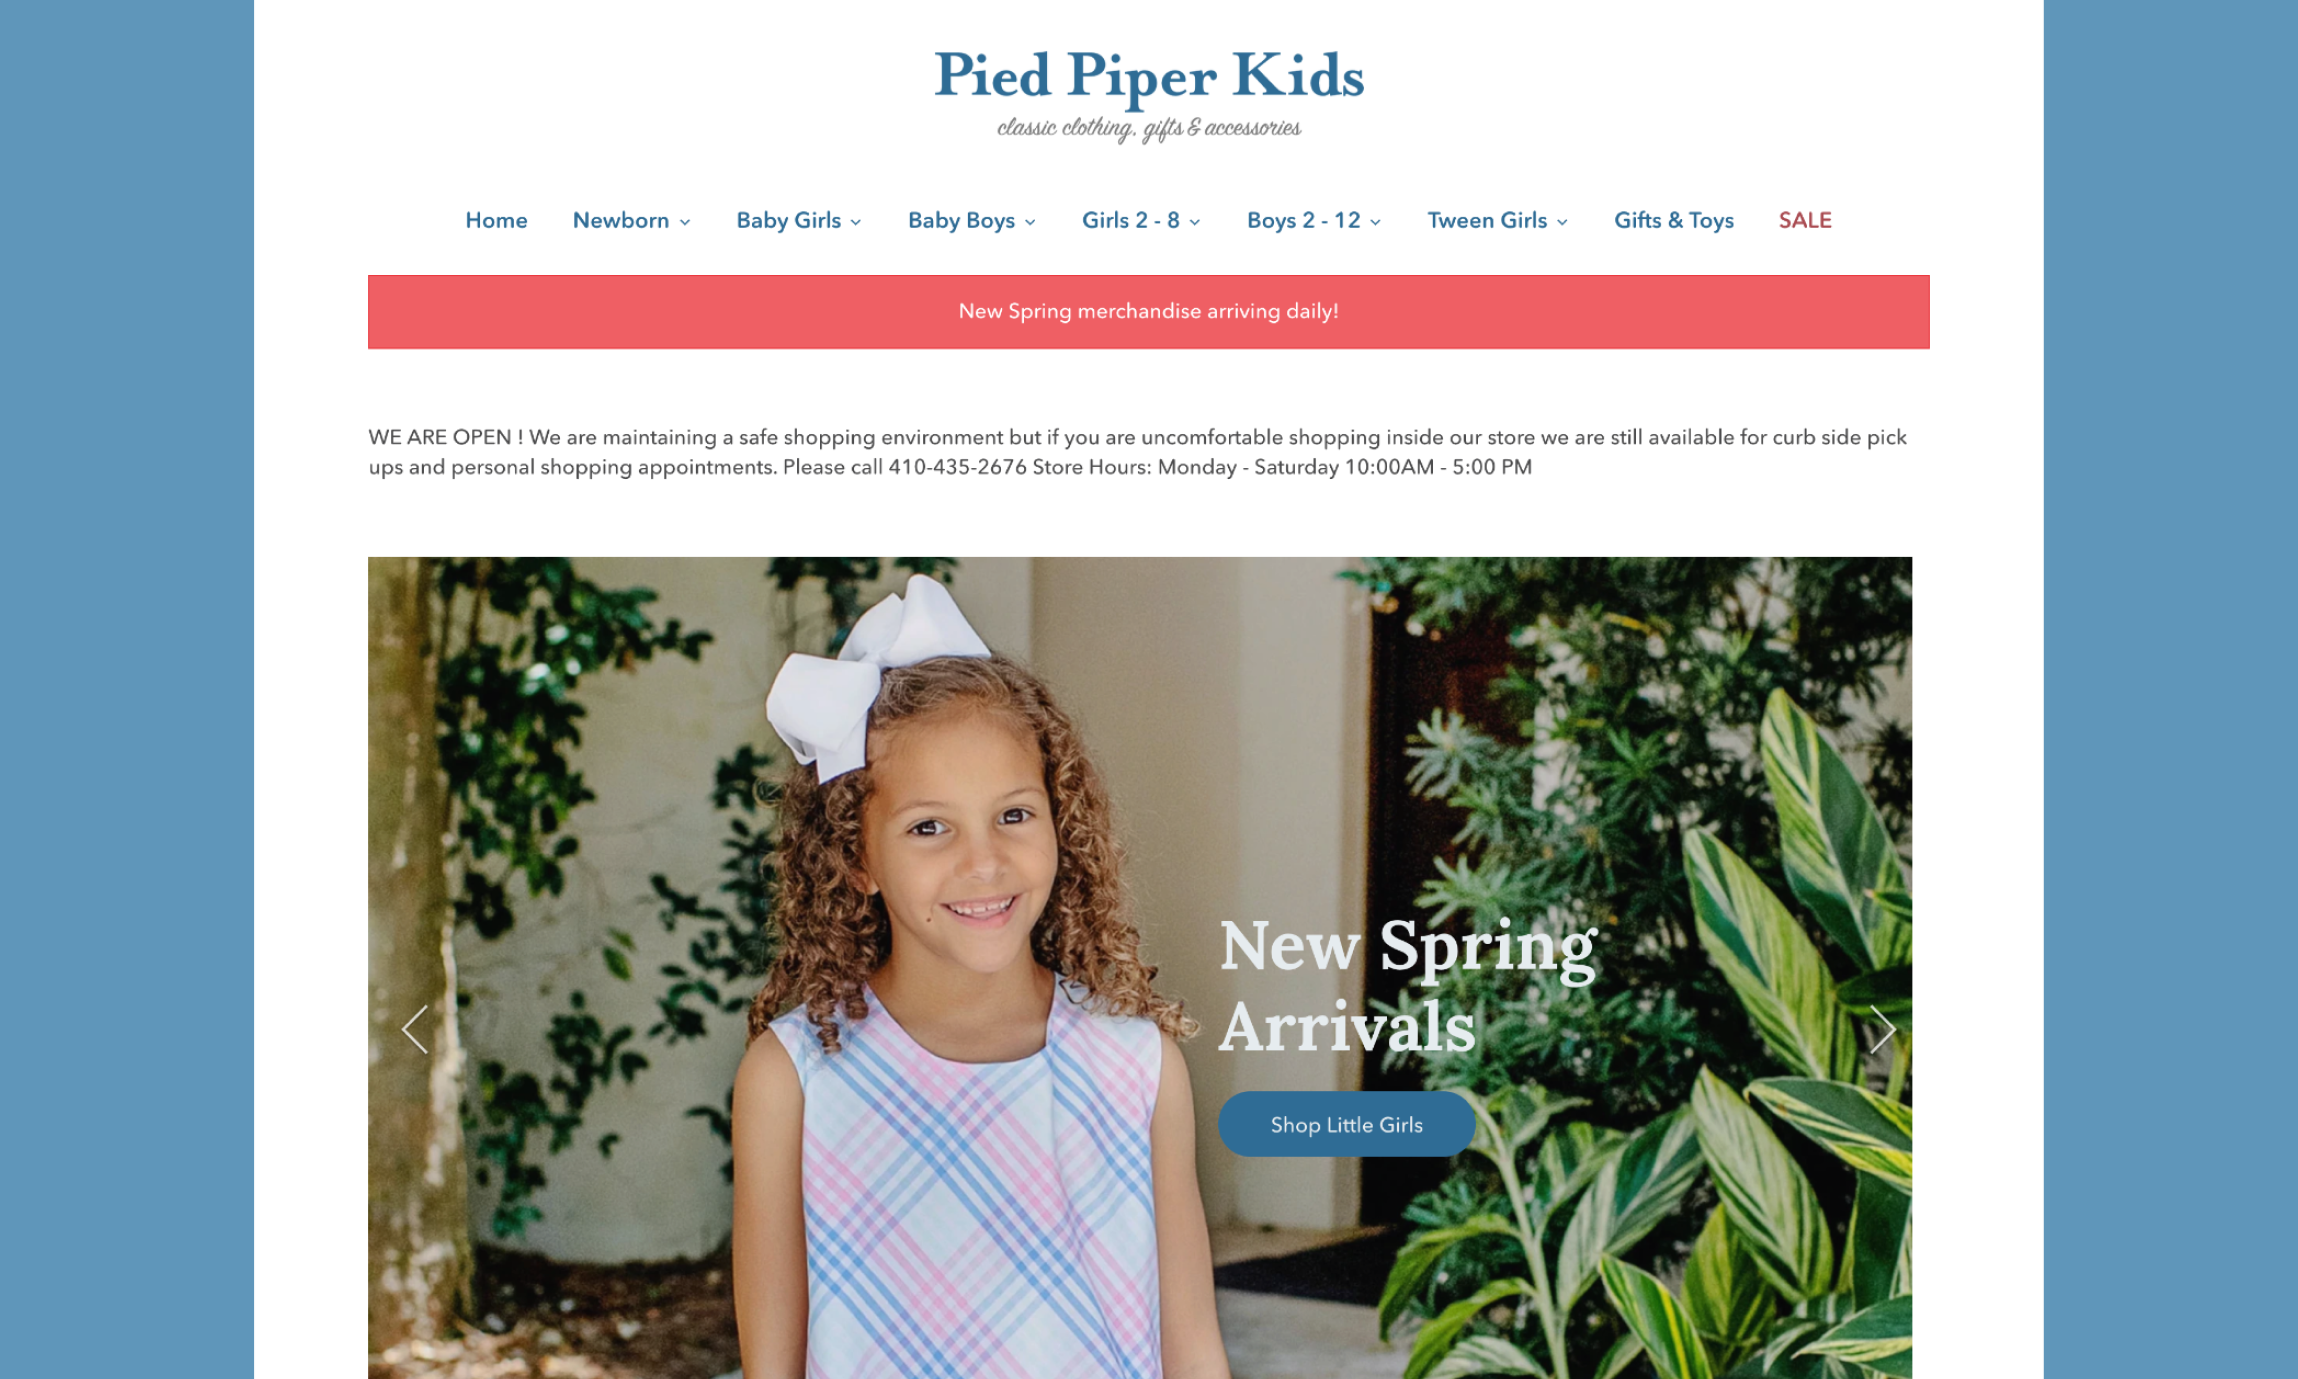 Pied Piper Kids
classic clothing, gifts & accessories
Home Newborn Baby Girls Baby Boys Girls 2 - 8 Boys 2 - 12 Tween Girls Gifts & Toys SALE
New Spring merchandise arriving daily!
WE ARE OPEN ! We are maintaining a safe shopping environment but if you are uncomfortable shopping inside our store we are still available for curb side pick
ups and personal shopping appointments. Please call 410-435-2676 Store Hours: Monday - Saturday 10:00AM - 5:00 PM
New Spring
Arrivals
Shop Little Girls